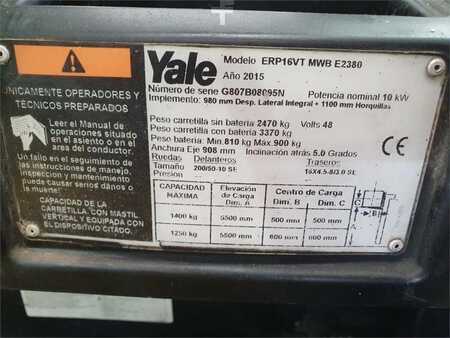 UNICAMENTE OPERADORES Y
TÉCNICOS PREPARADOS
Leer el Manual de
operaciones situado
en el asiento o en el
area del conductor.
Un fallo en el seguimiento de
las instrucciones de manejo
inspeccion y mantenimiento
puede causar serios daños o la
muerte.
CAPACIDAD DE LA
CARRETILLA, CON MASTIL
VERTICAL Y EQUIPADA CON
EL DISPOSITIVO CITADO.
Yale
Modelo ERP16VT MWB E2380
Año 2015
Número de serie G807B08095N
Potencia nominal 10 kW
Implemento: 980 mm Desp. Lateral Integral + 1100 mm Horquillas
Peso carretilla sin bateria 2470 kg Volts 48
Peso carretilla con bateria 3370 kg
Peso bateria: Min.810 kg Máx.900 kg
Anchura Eje 908 mm Inclinación atrás 5.0 Grados
Ruedas Delanteros Traseros
Tamaño 200/50-10 SE 15X4.5-8/3.0 SE
Presión
CE
CAPACIDAD MAXIMA
Elevación de Carga Dim. A
Centro de Carga
Dim. B Dim. C
1400 kg 5500 mm 500 mm 500 mm
1250 kg 5500 mm 600 mm 600 mm
C
B
A